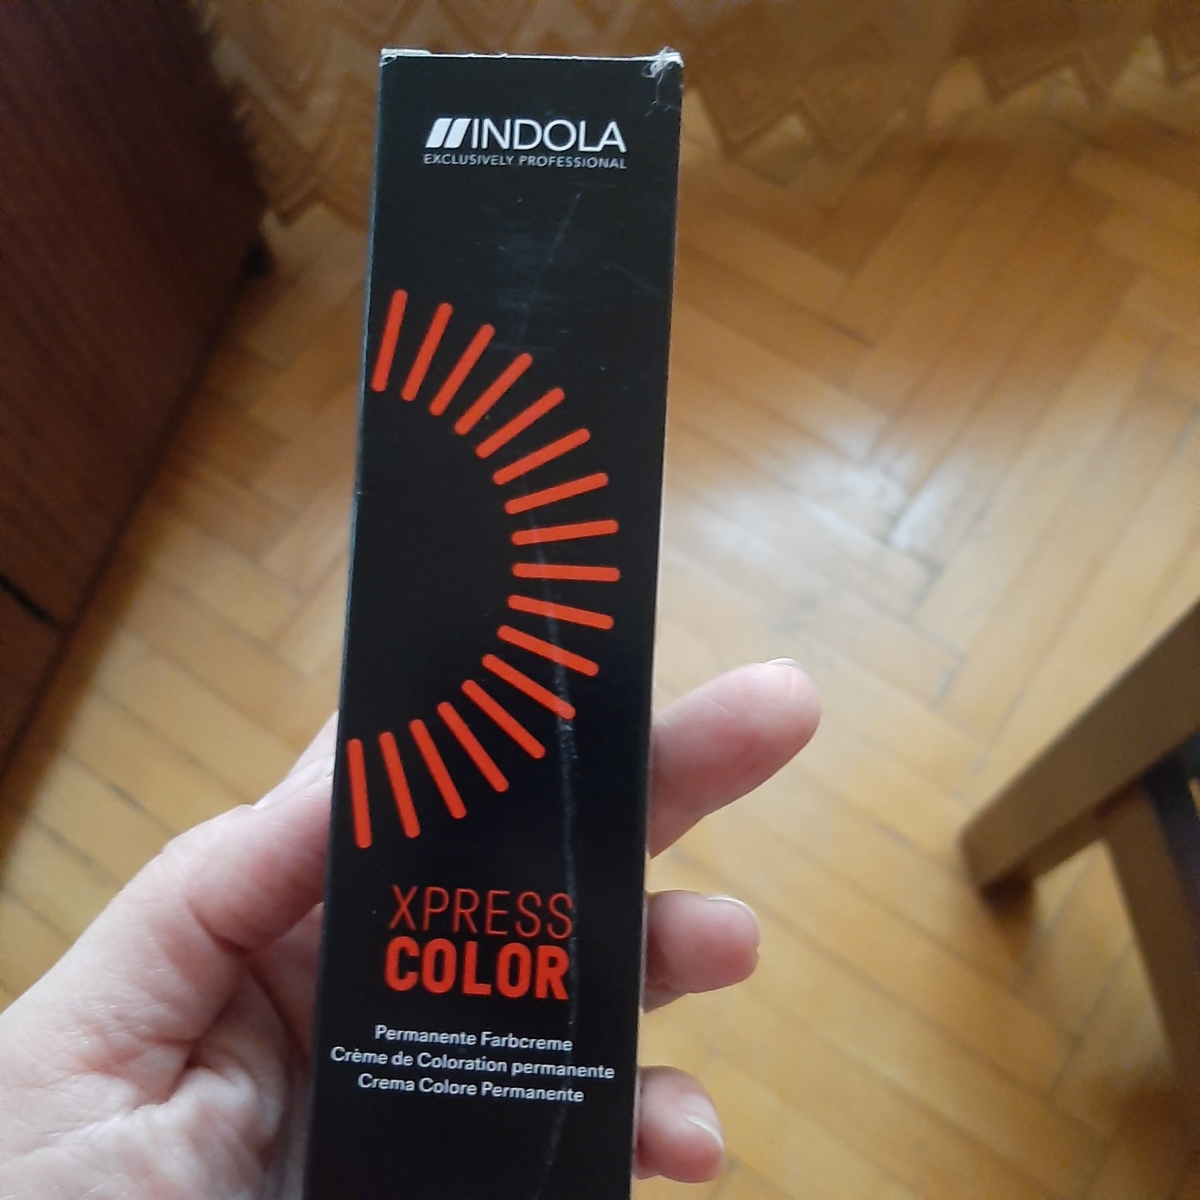 INDOLA
EXCLUSIVELY PROFESSIONAL
XPRESS
COLOR
Permanente Farbcreme
Crème de Coloration permanente
Crema Colore Permanente